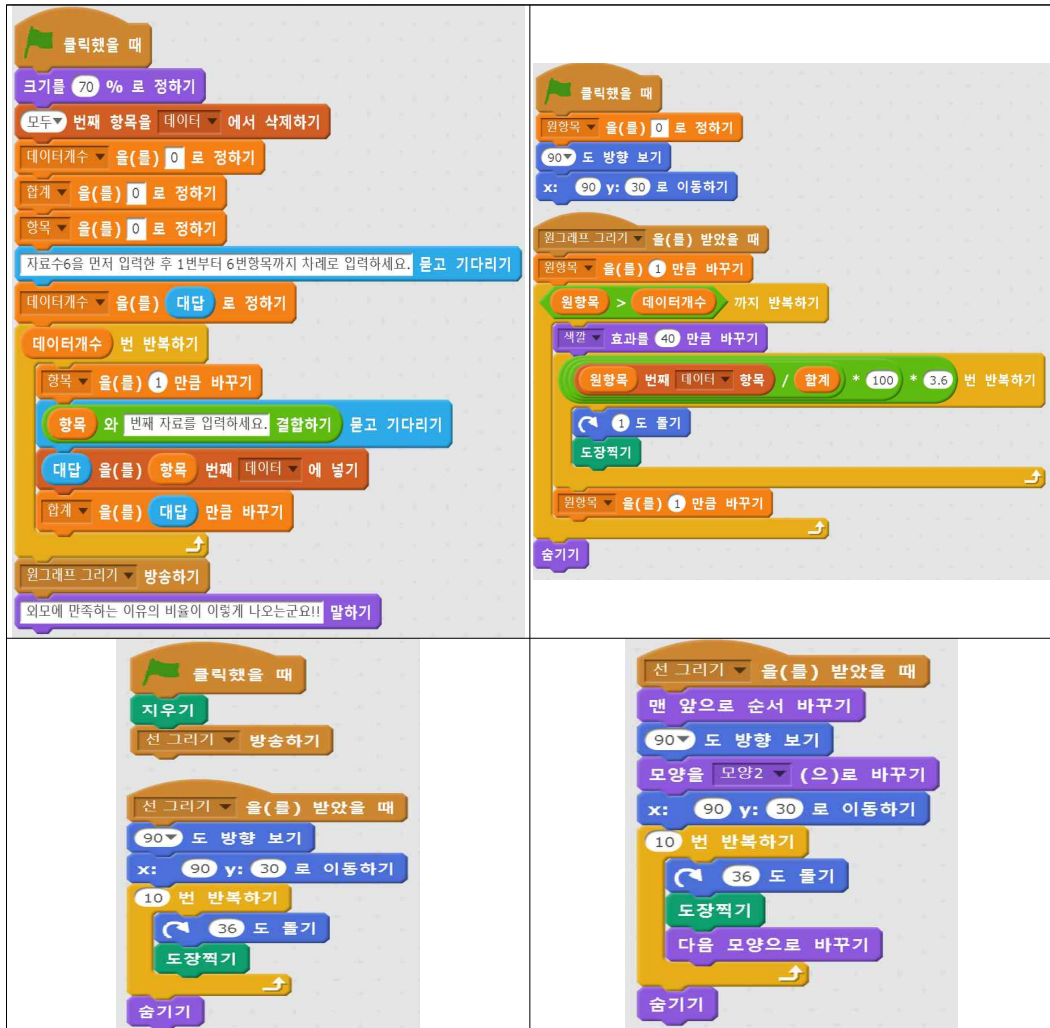 클릭했을 때
크기를 70 % 로 정하기
모두 번째 항목을 데이터 에서 삭제하기
데이터개수 을(를) 0 로 정하기
합계 을(를) 0 로 정하기
항목 을(를) 0 로 정하기
자료수6을 먼저 입력한 후 1번부터 6번항목까지 차례로 입력하세요. 묻고 기다리기
데이터개수 을(를) 대답 로 정하기
데이터개수 번 반복하기
항목 을(를) 1 만큼 바꾸기
항목 와 번째 자료를 입력하세요. 결합하기 묻고 기다리기
대답 을(를) 항목 번째 데이터 에 넣기
합계 을(를) 대답 만큼 바꾸기
원그래프 그리기 방송하기
외모에 만족하는 이유의 비율이 이렇게 나오는군요!! 말하기
클릭했을 때
원항목 을(를) 0 로 정하기
90 도 방향 보기
x: 90 y: 30 로 이동하기
원그래프 그리기 을(를) 받았을 때
원항목 을(를) 1 만큼 바꾸기
원항목 > 데이터개수 까지 반복하기
색깔 효과를 40 만큼 바꾸기
원항목 번째 데이터 항목 / 합계 * 100 * 3.6 번 반복하기
1 도 돌기
도장찍기
원항목 을(를) 1 만큼 바꾸기
숨기기
클릭했을 때
지우기
선 그리기 방송하기
선 그리기 을(를) 받았을 때
90 도 방향 보기
x: 90 y: 30 로 이동하기
10 번 반복하기
36 도 돌기
도장찍기
숨기기
선 그리기 을(를) 받았을 때
맨 앞으로 순서 바꾸기
90 도 방향 보기
모양을 모양2 (으)로 바꾸기
x: 90 y: 30 로 이동하기
10 번 반복하기
36 도 돌기
도장찍기
다음 모양으로 바꾸기
숨기기